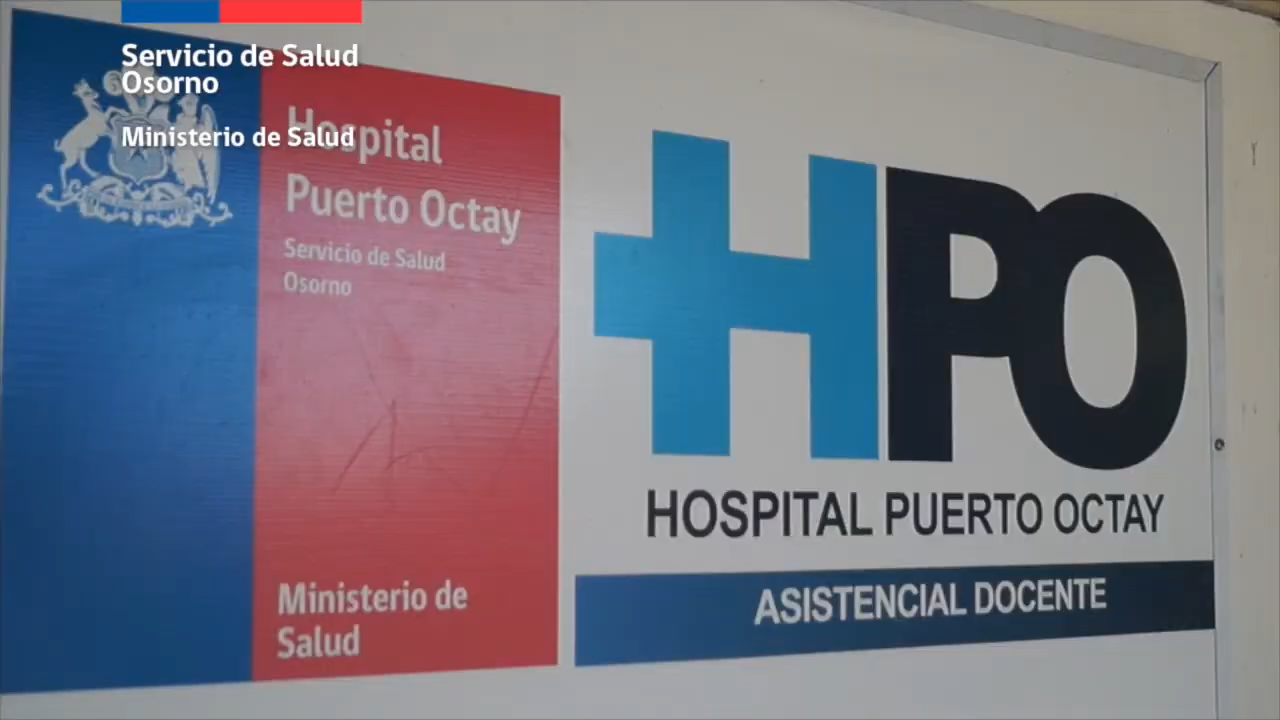 Servicio de Salud
Osorno
Ministerio de Salud
Hospital
Puerto Octay
Servicio de Salud
Osorno
Ministerio de
Salud
HPO
HOSPITAL PUERTO OCTAY
ASISTENCIAL DOCENTE